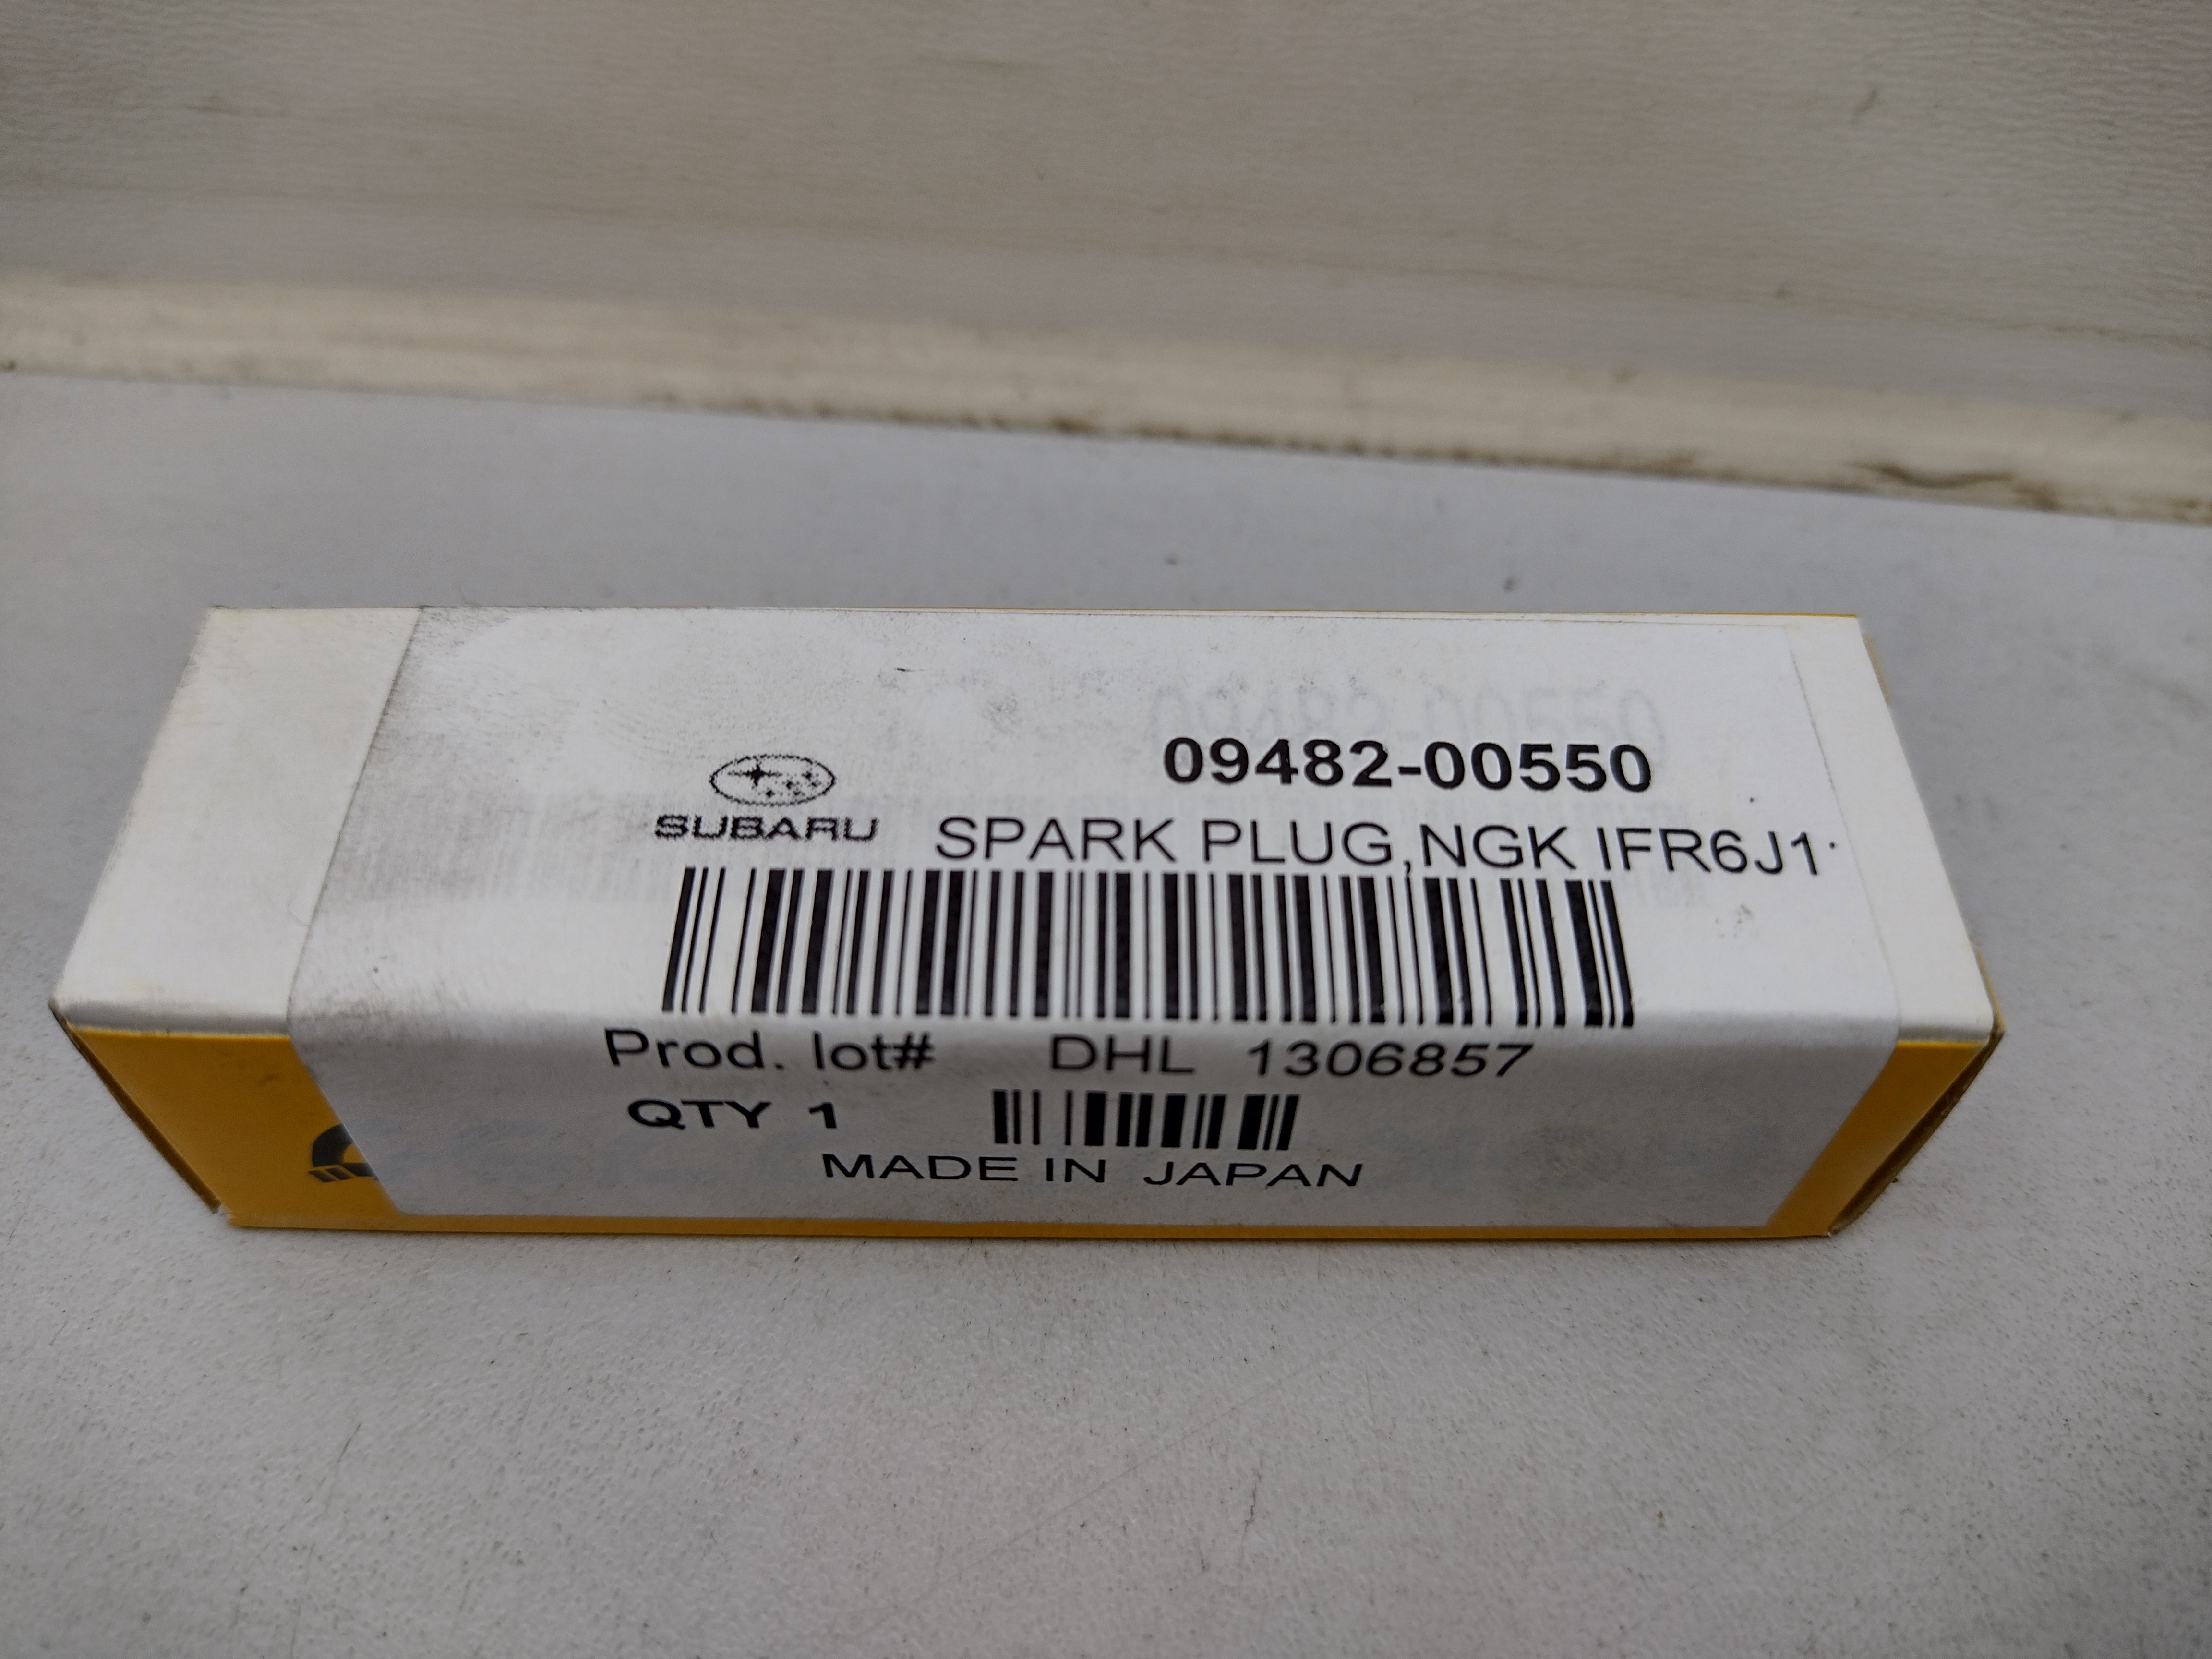 09482-00550
SUBARU
SPARK PLUG,NGK IFR6J1
Prod. lot# DHL 1306857
QTY 1
MADE IN JAPAN